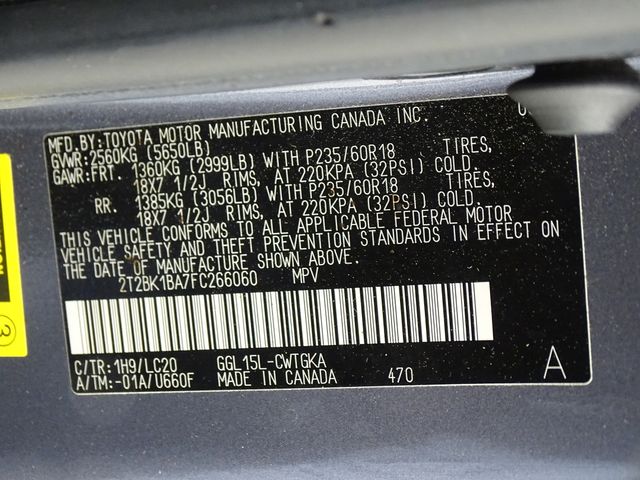 MFD.BY:TOYOTA MOTOR MANUFACTURING CANADA INC.
GVWR:2560KG (5650LB)
GAWR:FRT. 1360KG (2999LB) WITH P235/60R18 TIRES,
18X7 1/2J RIMS, AT 220KPA (32PSI) COLD.
RR. 1385KG (3056LB) WITH P235/60R18 TIRES,
18X7 1/2J RIMS, AT 220KPA (32PSI) COLD.
THIS VEHICLE CONFORMS TO ALL APPLICABLE FEDERAL MOTOR
VEHICLE SAFETY AND THEFT PREVENTION STANDARDS IN EFFECT ON
THE DATE OF MANUFACTURE SHOWN ABOVE.
2T2BK1BA7FC266060 MPV
C/TR:1H9/LC20 GGL15L-CWTGKA
A/TM:-01A/U660F MADE IN CANADA 470 A
3